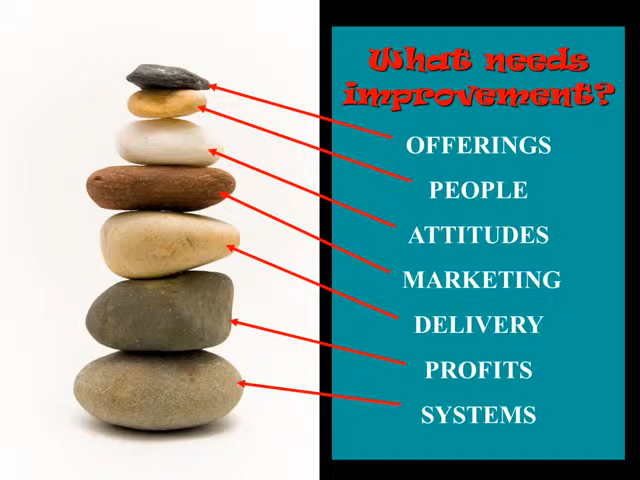 What needs
improvement?
OFFERINGS
PEOPLE
ATTITUDES
MARKETING
DELIVERY
PROFITS
SYSTEMS